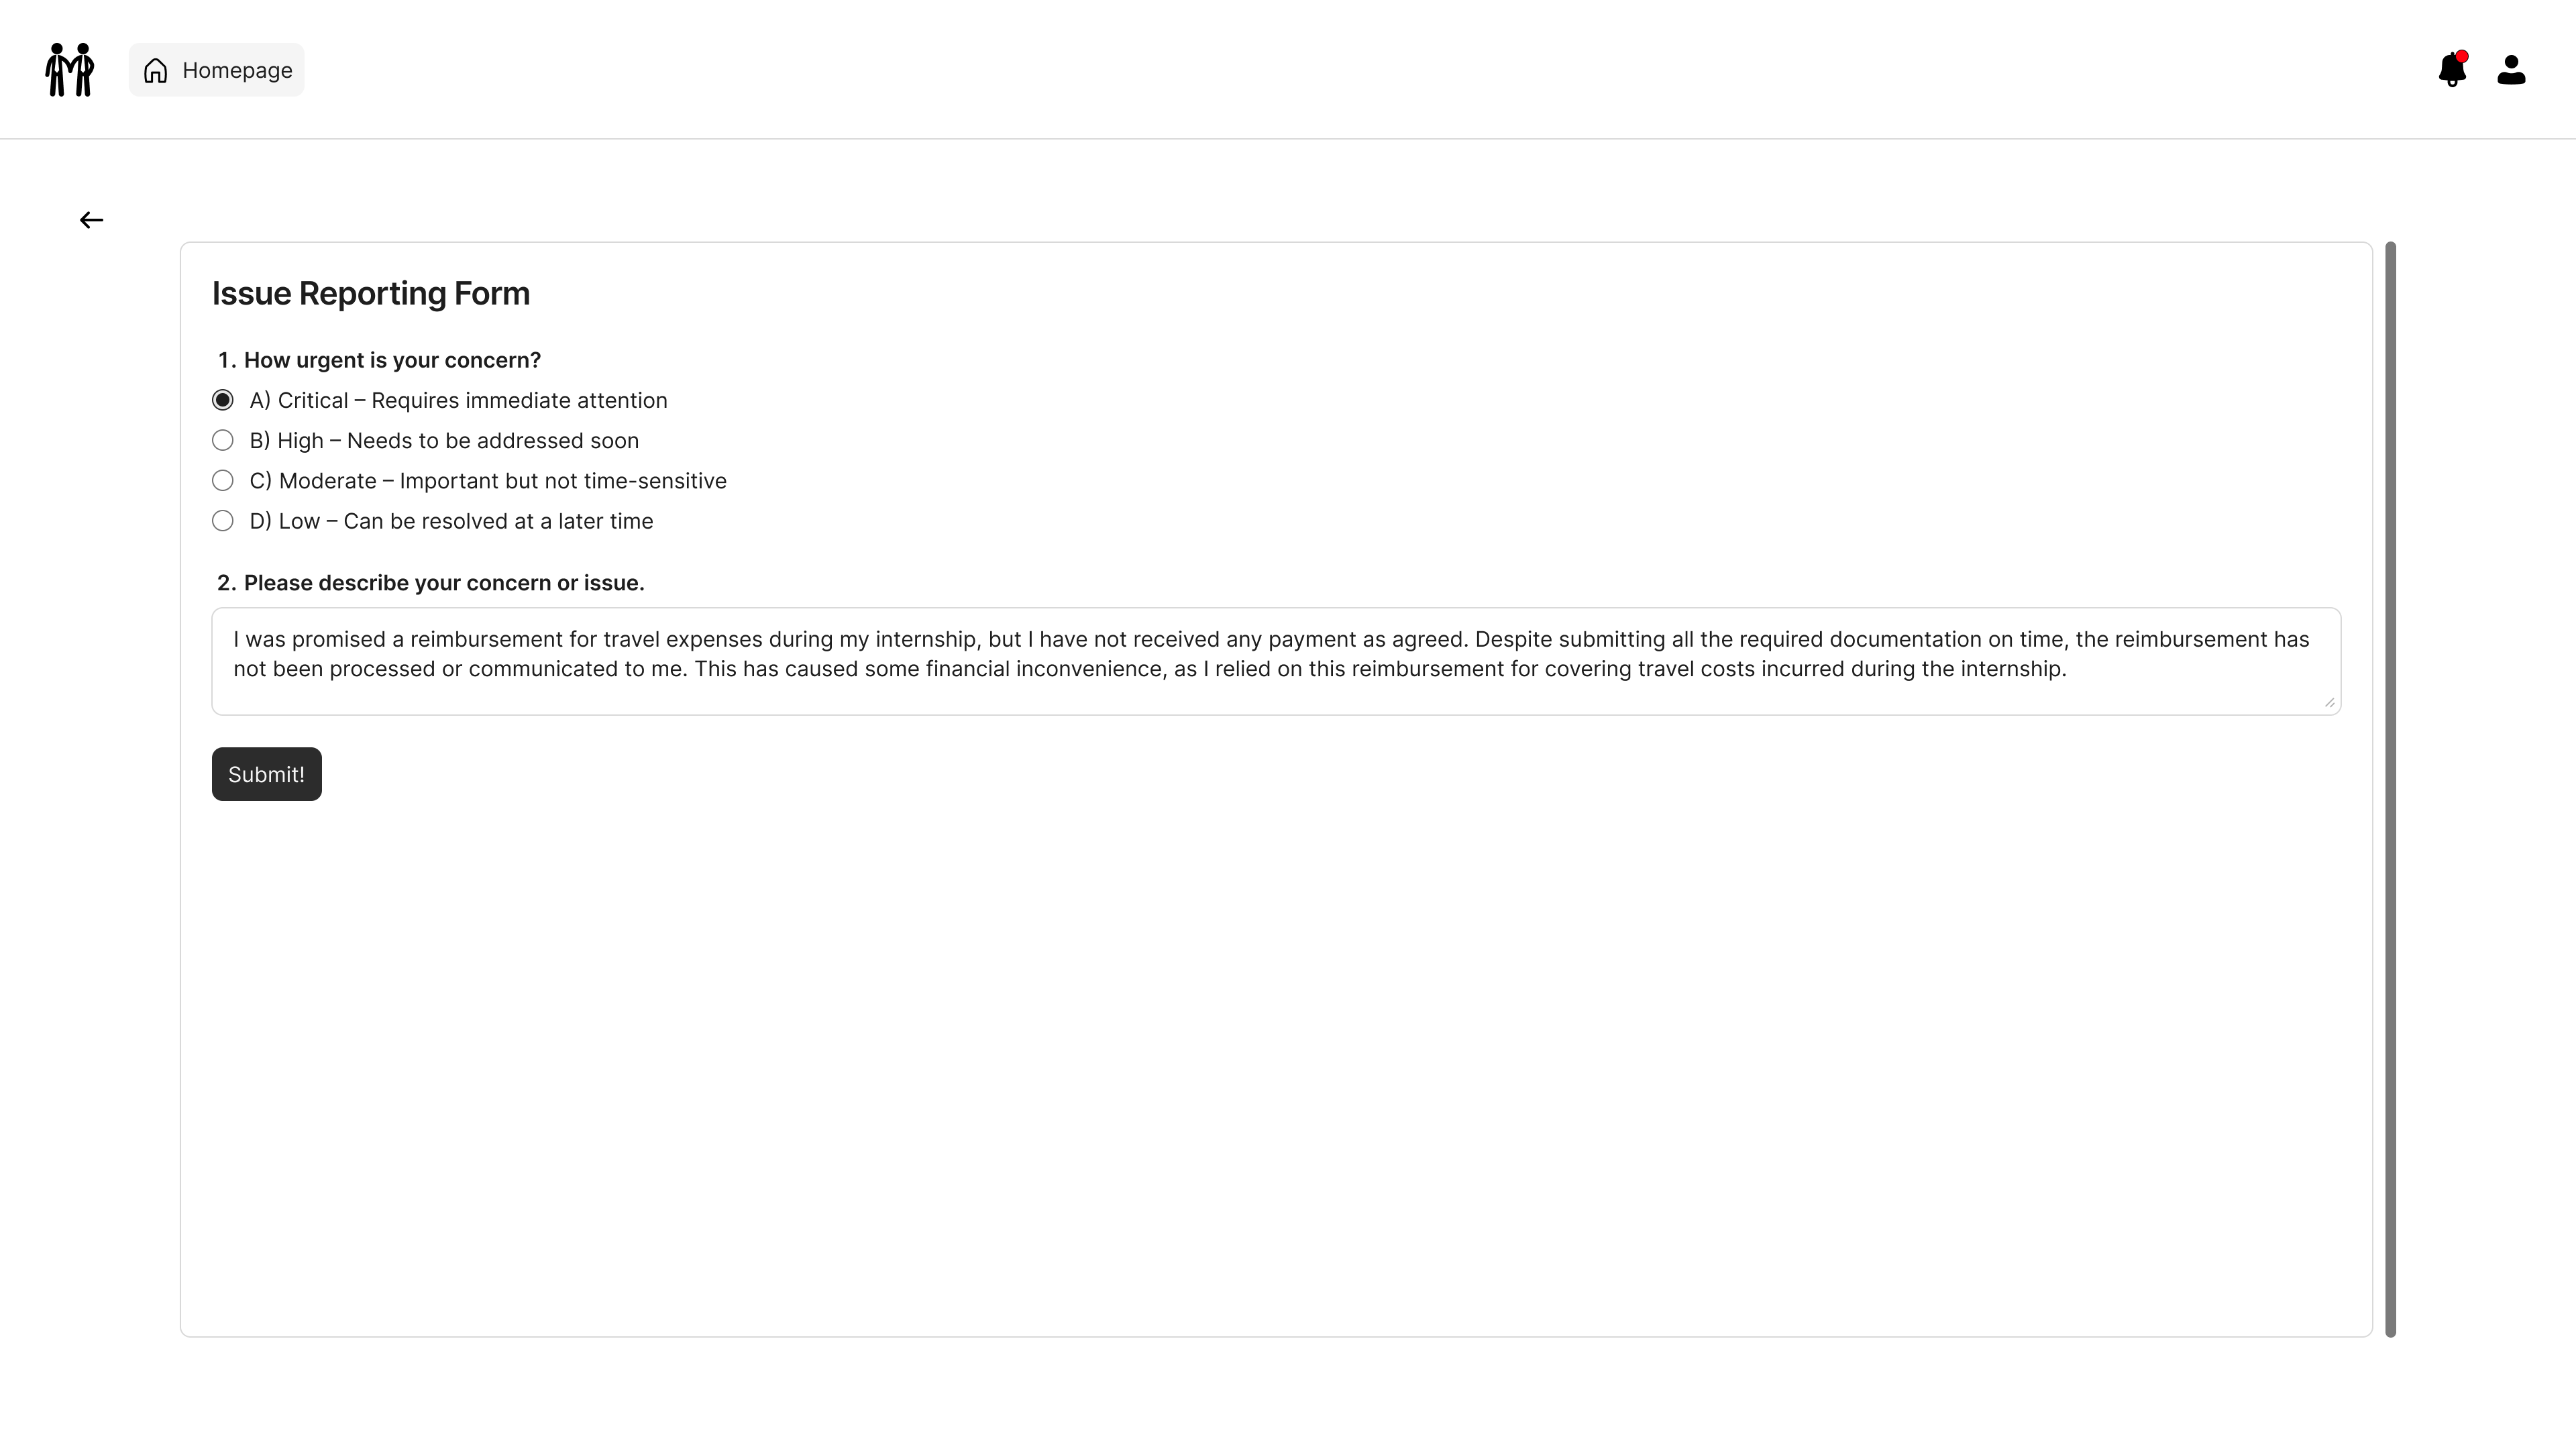 Homepage
Issue Reporting Form
1. How urgent is your concern?
A) Critical – Requires immediate attention
B) High – Needs to be addressed soon
C) Moderate – Important but not time-sensitive
D) Low – Can be resolved at a later time
2. Please describe your concern or issue.
I was promised a reimbursement for travel expenses during my internship, but I have not received any payment as agreed. Despite submitting all the required documentation on time, the reimbursement has
not been processed or communicated to me. This has caused some financial inconvenience, as I relied on this reimbursement for covering travel costs incurred during the internship.
Submit!